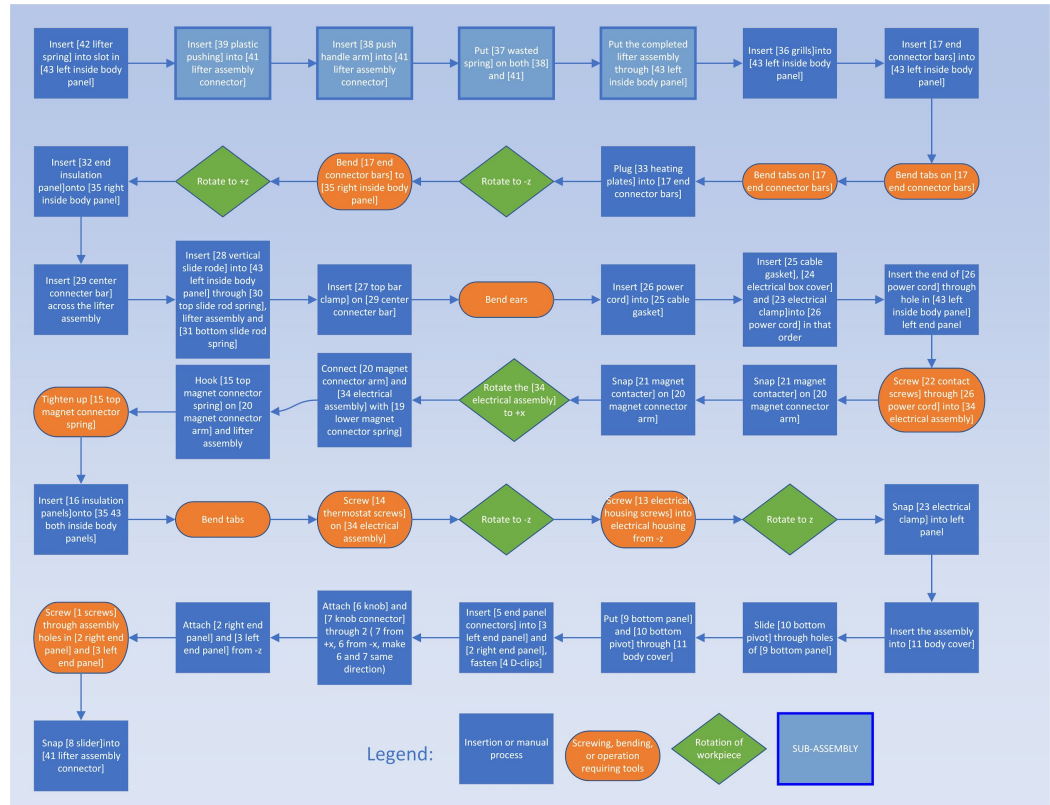 Insert [42 lifter
spring] into slot in
[43 left inside body
panel]
Insert [39 plastic
pushing] into [41
lifter assembly
connector]
Insert [38 push
handle arm] into [41
lifter assembly
connector]
Put [37 wasted
spring] on both [38]
and [41]
Put the completed
lifter assembly
through [43 left
inside body panel]
Insert [36 grills]into
[43 left inside body
panel]
Insert [17 end
connector bars] into
[43 left inside body
panel]
Bend tabs on [17
end connector bars]
Bend tabs on [17
end connector bars]
Plug [33 heating
plates] into [17 end
connector bars]
Rotate to -z
Bend [17 end
connector bars] to
[35 right inside body
panel]
Rotate to +z
Insert [32 end
insulation
panel]onto [35 right
inside body panel]
Insert [29 center
connecter bar]
across the lifter
assembly
Insert [28 vertical
slide rode] into [43
left inside body
panel] through [30
top slide rod spring],
lifter assembly and
[31 bottom slide rod
spring]
Insert [27 top bar
clamp] on [29 center
connecter bar]
Bend ears
Insert [26 power
cord] into [25 cable
gasket]
Insert [25 cable
gasket], [24
electrical box cover]
and [23 electrical
clamp]into [26
power cord] in that
order
Insert the end of [26
power cord] through
hole in [43 left
inside body panel]
left end panel
Screw [22 contact
screws] through [26
power cord] into [34
electrical assembly]
Snap [21 magnet
contacter] on [20
magnet connector
arm]
Snap [21 magnet
contacter] on [20
magnet connector
arm]
Rotate the [34
electrical assembly]
to +x
Connect [20 magnet
connector arm] and
[34 electrical
assembly] with [19
lower magnet
connector spring]
Hook [15 top
magnet connector
spring] on [20
magnet connector
arm] and lifter
assembly
Tighten up [15 top
magnet connector
spring]
Insert [16 insulation
panels]onto [35 43
both inside body
panels]
Bend tabs
Screw [14
thermostat screws]
on [34 electrical
assembly]
Rotate to -z
Screw [13 electrical
housing screws] into
electrical housing
from -z
Rotate to z
Snap [23 electrical
clamp] into left
panel
Insert the assembly
into [11 body cover]
Slide [10 bottom
pivot] through holes
of [9 bottom panel]
Put [9 bottom panel]
and [10 bottom
pivot] through [11
body cover]
Insert [5 end panel
connectors] into [3
left end panel] and
[2 right end panel],
fasten [4 D-clips]
Attach [6 knob] and
[7 knob connector]
through 2 ( 7 from
+x, 6 from -x, make
6 and 7 same
direction)
Attach [2 right end
panel] and [3 left
end panel] from -z
Screw [1 screws]
through assembly
holes in [2 right end
panel] and [3 left
end panel]
Snap [8 slider]into
[41 lifter assembly
connector]
Legend:
Insertion or manual
process
Screwing, bending,
or operation
requiring tools
Rotation of
workpiece
SUB-ASSEMBLY